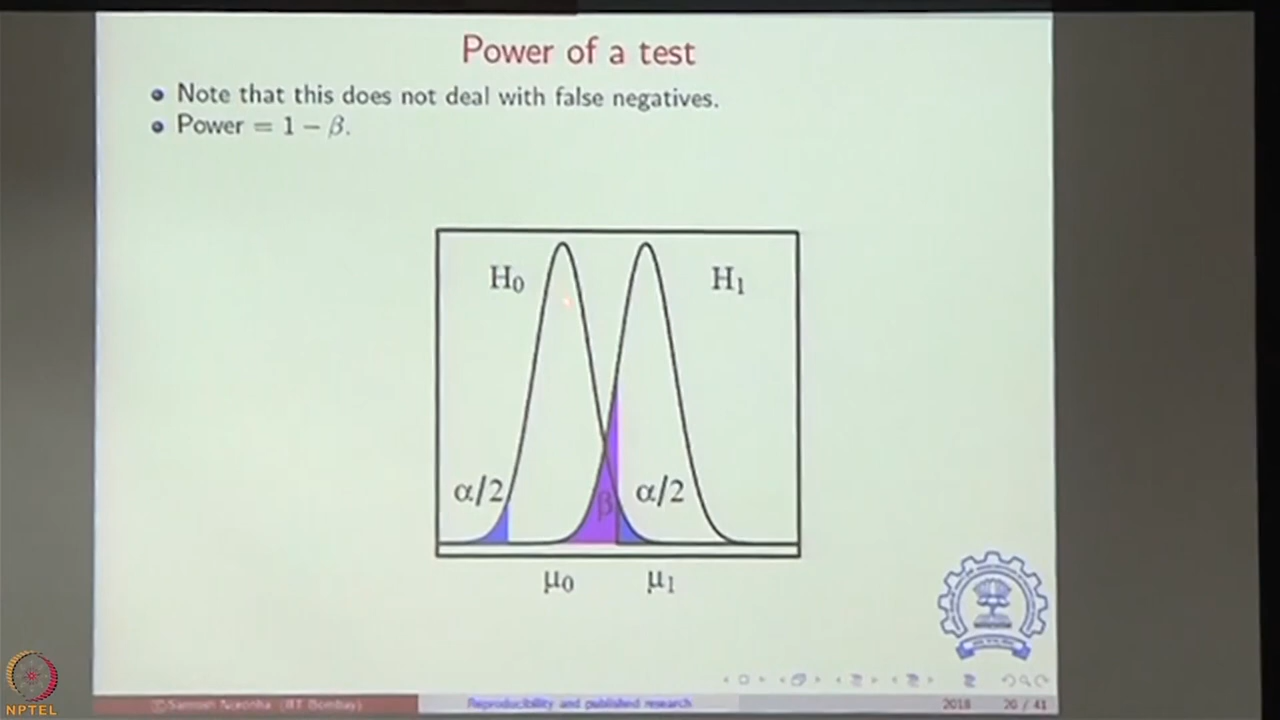 Power of a test
Note that this does not deal with false negatives.
Power = 1 − β.
H₀ H₁
α/2 β α/2
μ₀ μ₁
Reproducibility and published research
2018 20 / 41
NPTEL